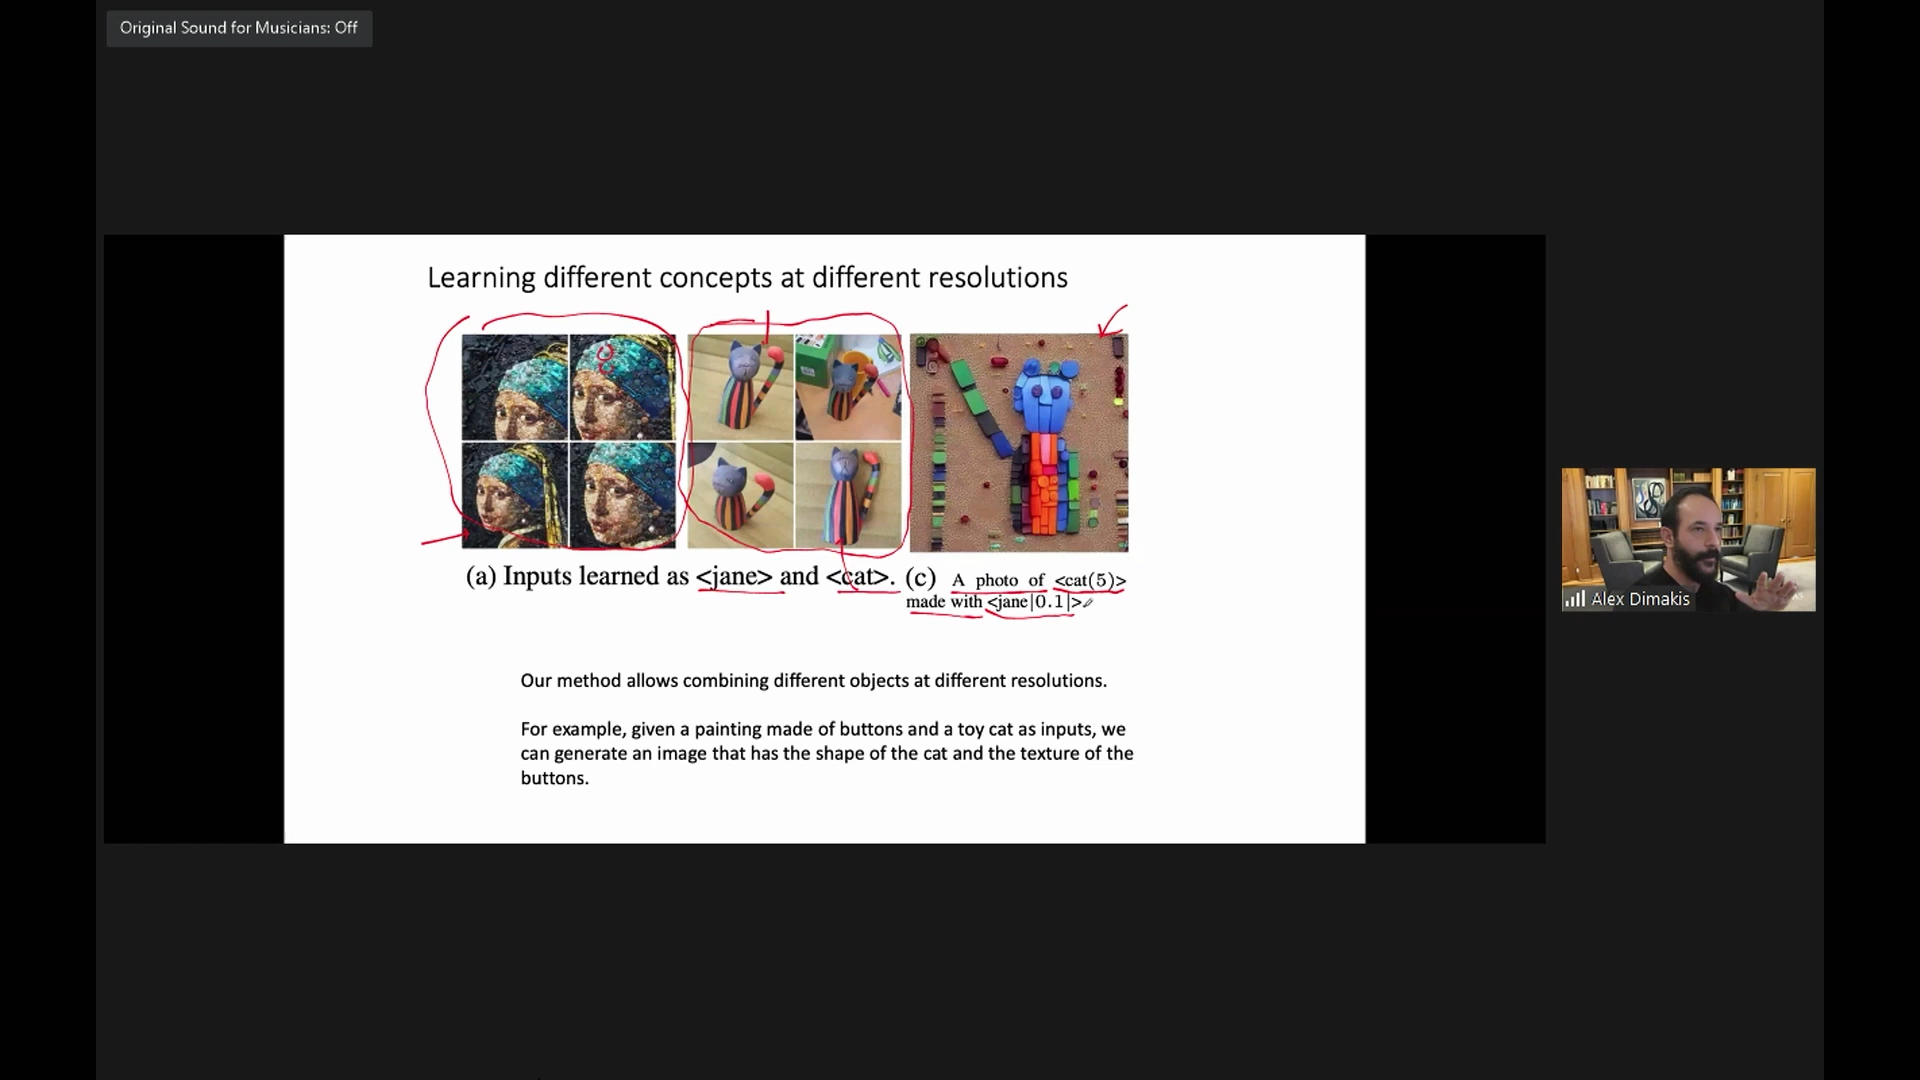 Original Sound for Musicians: Off
Learning different concepts at different resolutions
(a) Inputs learned as <jane> and <cat>.
(c) A photo of <cat(5)>
made with <jane|0.1|>
Our method allows combining different objects at different resolutions.
For example, given a painting made of buttons and a toy cat as inputs, we
can generate an image that has the shape of the cat and the texture of the
buttons.
Alex Dimakis